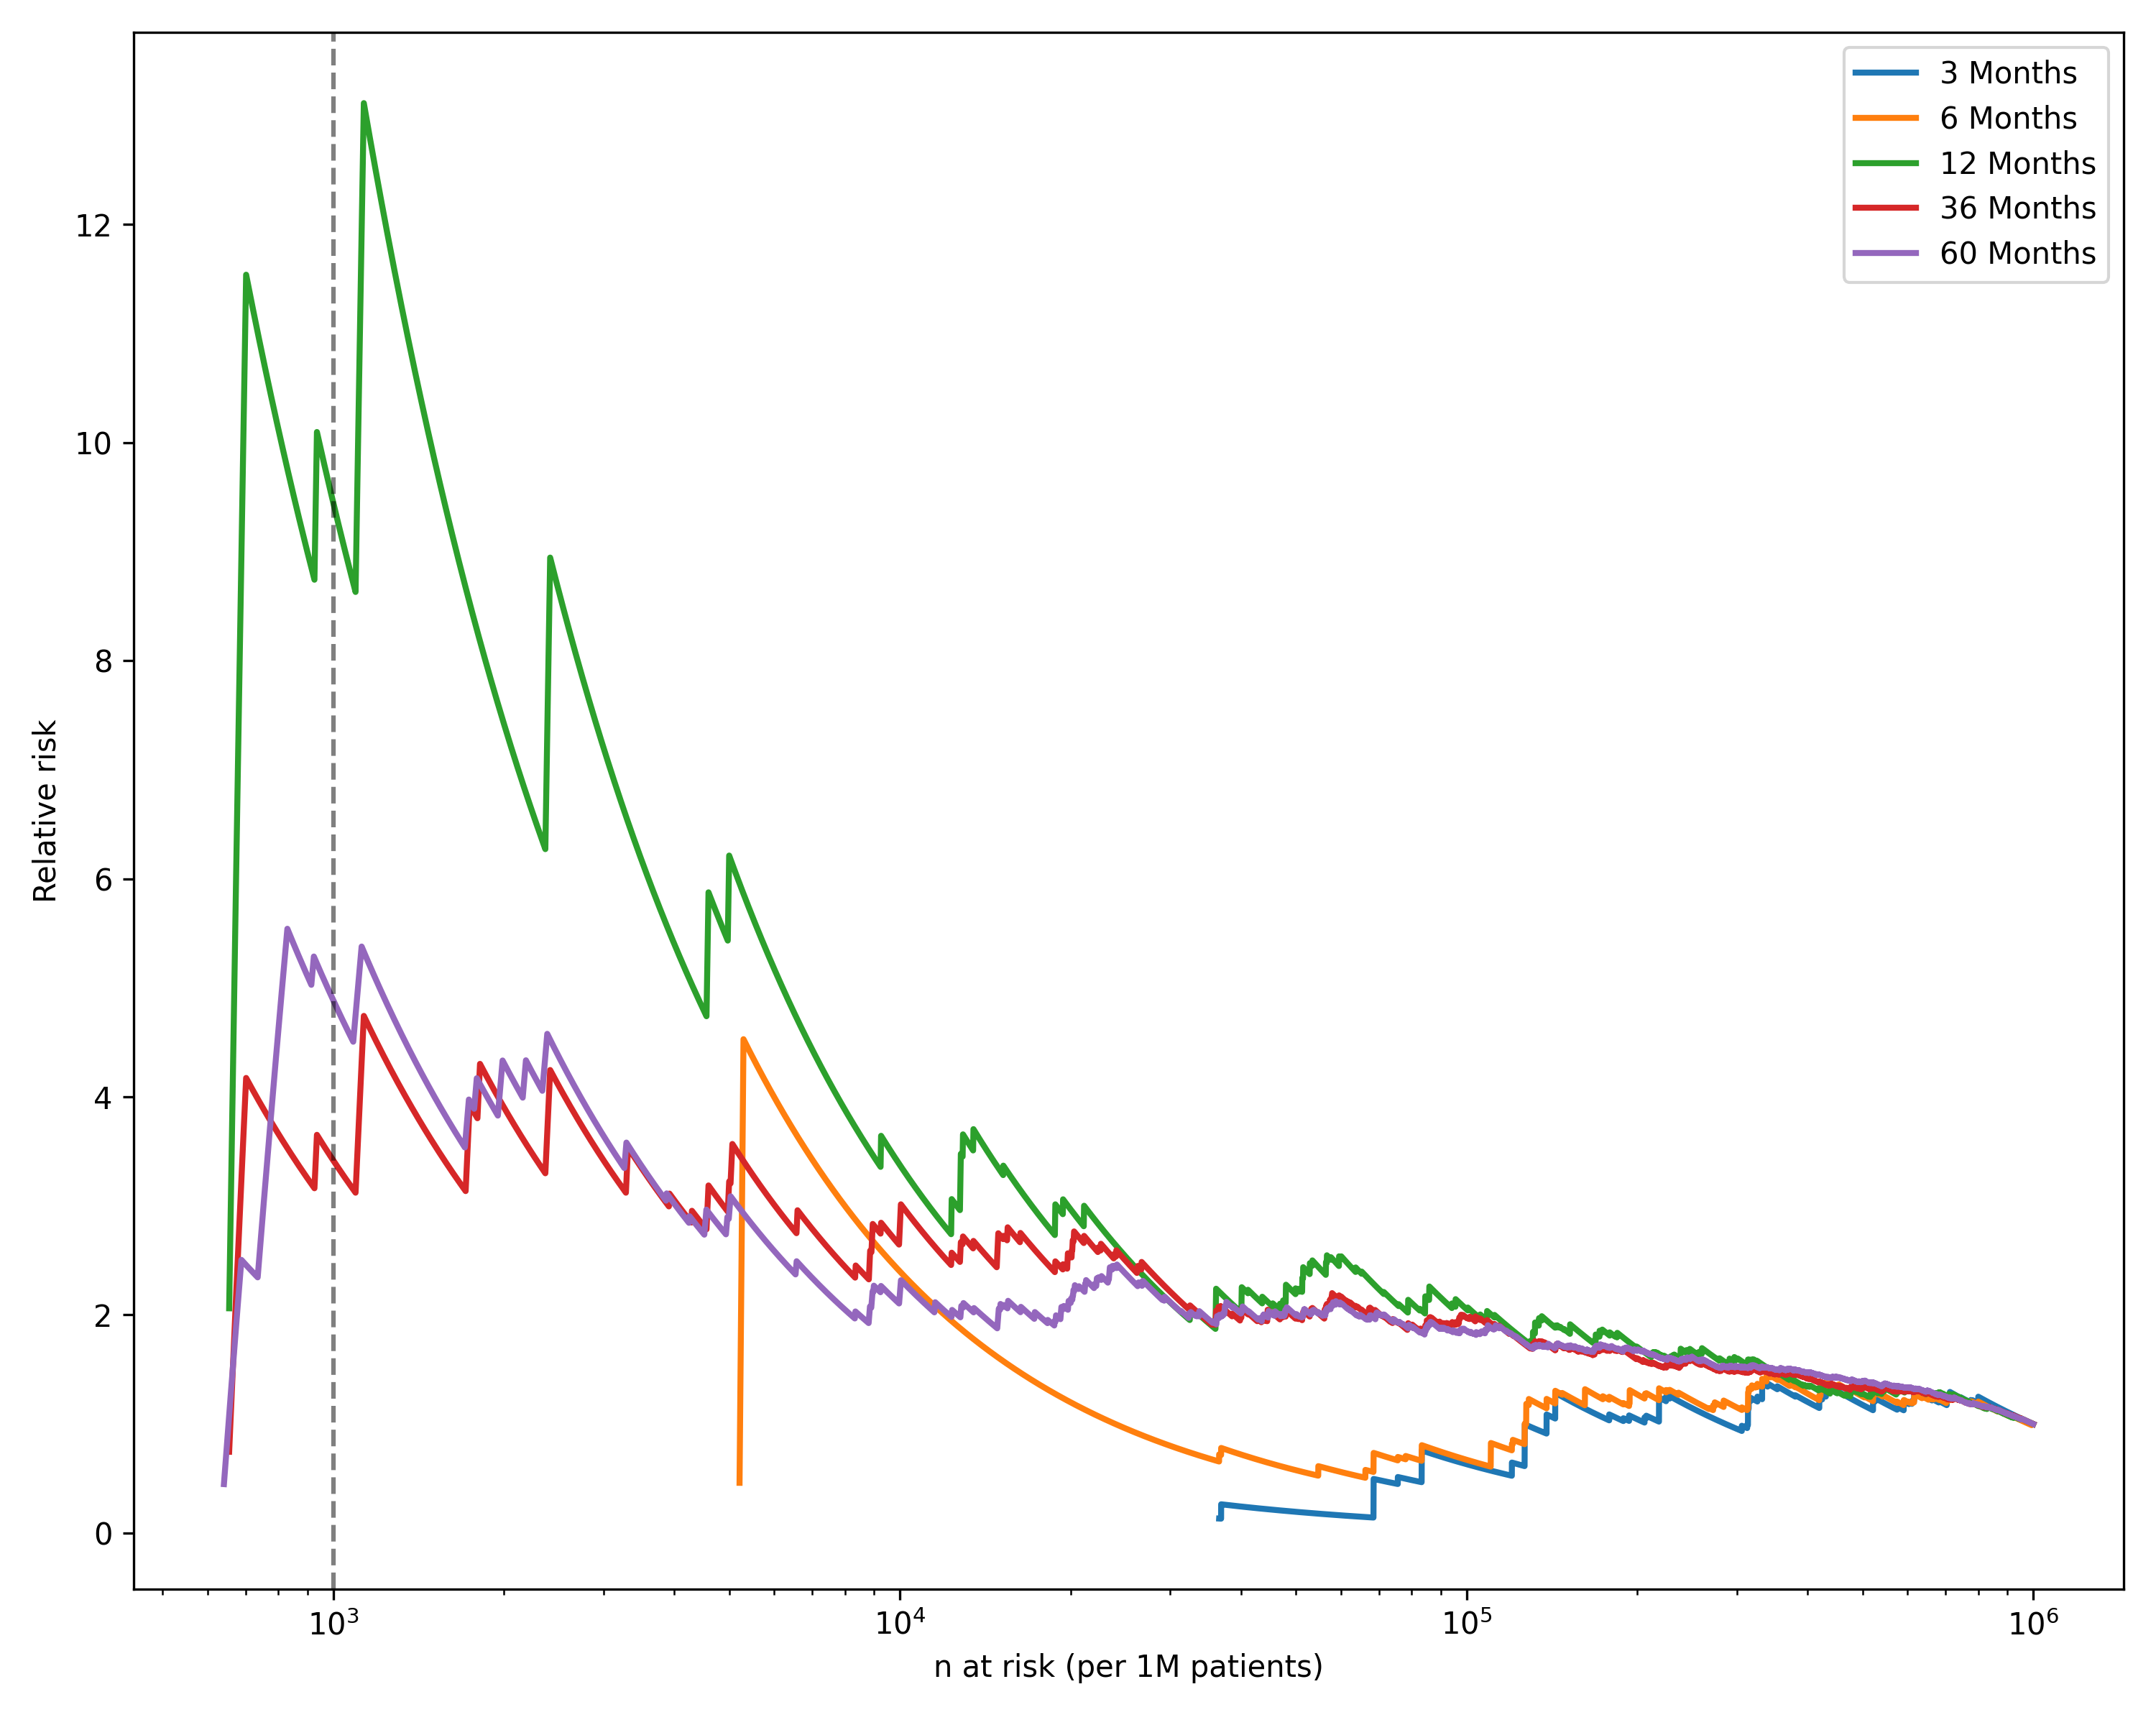 3 Months
6 Months
12 Months
36 Months
60 Months
Relative risk
12
10
8
6
4
2
0
10³
10⁴
10⁵
10⁶
n at risk (per 1M patients)